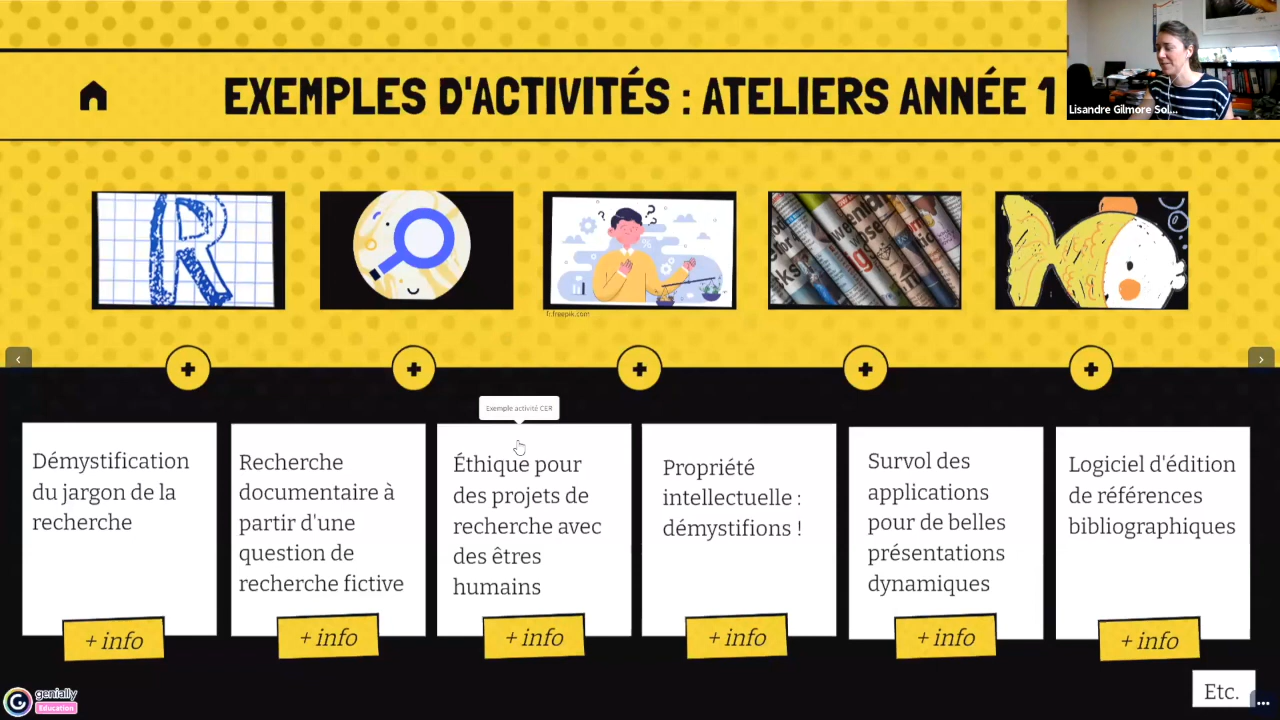 EXEMPLES D'ACTIVITÉS : ATELIERS ANNÉE 1
Lisandre Gilmore Sol...
R
fr.freepik.com
Exemple activité CER
Démystification
du jargon de la
recherche
+ info
Recherche
documentaire à
partir d'une
question de
recherche fictive
+ info
Éthique pour
des projets de
recherche avec
des êtres
humains
+ info
Propriété
intellectuelle :
démystifions !
+ info
Survol des
applications
pour de belles
présentations
dynamiques
+ info
Logiciel d'édition
de références
bibliographiques
+ info
Etc.
genially
Education